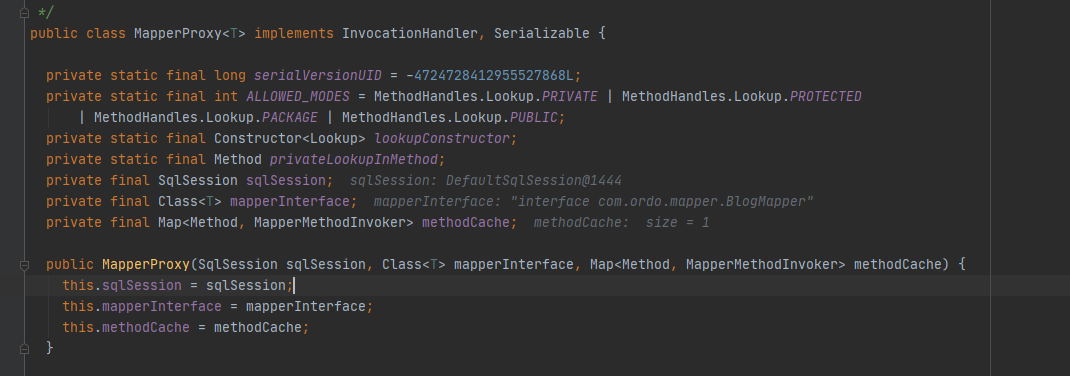 */
public class MapperProxy<T> implements InvocationHandler, Serializable {
private static final long serialVersionUID = -4724728412955527868L;
private static final int ALLOWED_MODES = MethodHandles.Lookup.PRIVATE | MethodHandles.Lookup.PROTECTED
| MethodHandles.Lookup.PACKAGE | MethodHandles.Lookup.PUBLIC;
private static final Constructor<Lookup> lookupConstructor;
private static final Method privateLookupInMethod;
private final SqlSession sqlSession; sqlSession: DefaultSqlSession@1444
private final Class<T> mapperInterface; mapperInterface: "interface com.ordo.mapper.BlogMapper"
private final Map<Method, MapperMethodInvoker> methodCache; methodCache: size = 1
public MapperProxy(SqlSession sqlSession, Class<T> mapperInterface, Map<Method, MapperMethodInvoker> methodCache) {
this.sqlSession = sqlSession;
this.mapperInterface = mapperInterface;
this.methodCache = methodCache;
}